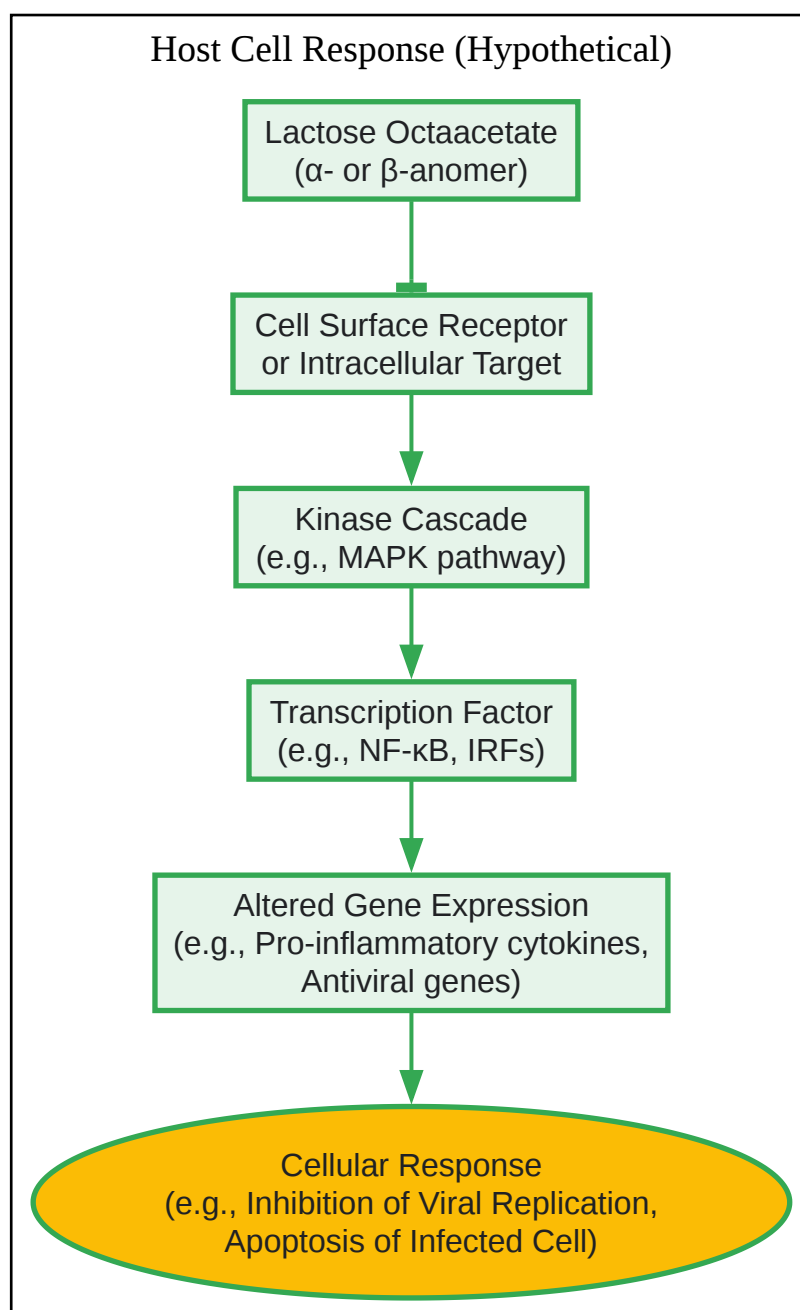 Host Cell Response (Hypothetical)
Lactose Octaacetate
(α- or β-anomer)
Cell Surface Receptor
or Intracellular Target
Kinase Cascade
(e.g., MAPK pathway)
Transcription Factor
(e.g., NF-κB, IRFs)
Altered Gene Expression
(e.g., Pro-inflammatory cytokines,
Antiviral genes)
Cellular Response
(e.g., Inhibition of Viral Replication,
Apoptosis of Infected Cell)